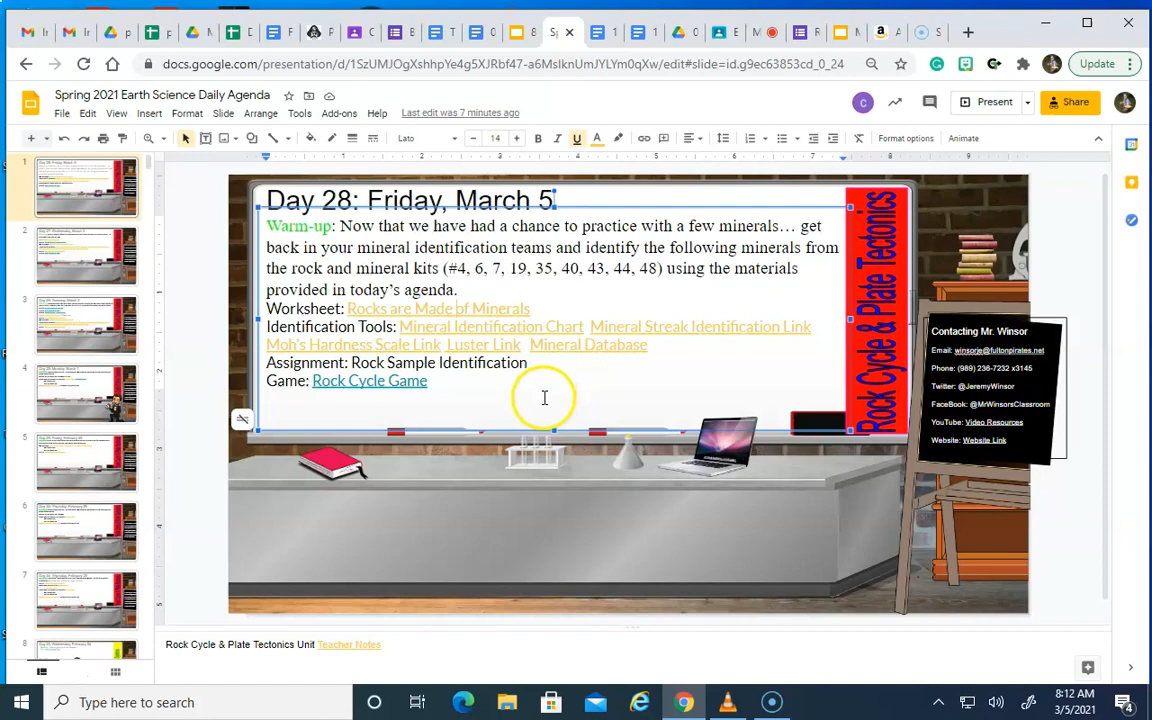 Update
docs.google.com/presentation/d/1SzUMJOgXshhpYe4g5XJRbf47-a6MsIknUmJYLYm0qXw/edit#slide=id.g9ec63853cd_0_24
Spring 2021 Earth Science Daily Agenda
File Edit View Insert Format Slide Arrange Tools Add-ons Help Last edit was 7 minutes ago
C
Present
Share
Lato
14
Format options
Animate
Day 28: Friday, March 5
Warm-up: Now that we have had a chance to practice with a few minerals… get
back in your mineral identification teams and identify the following minerals from
the rock and mineral kits (#4, 6, 7, 19, 35, 40, 43, 44, 48) using the materials
provided in today's agenda.
Worksheet: Rocks are Made of Minerals
Identification Tools: Mineral Identification Chart Mineral Streak Identification Link
Moh's Hardness Scale Link Luster Link Mineral Database
Assignment: Rock Sample Identification
Game: Rock Cycle Game
Rock Cycle & Plate Tectonics
Contacting Mr. Winsor
Email: winsorje@fultonpirates.net
Phone: (989) 236-7232 x3145
Twitter: @JeremyWinsor
FaceBook: @MrWinsorsClassroom
YouTube: Video Resources
Website: Website Link
Rock Cycle & Plate Tectonics Unit Teacher Notes
Type here to search
8:12 AM
3/5/2021
4